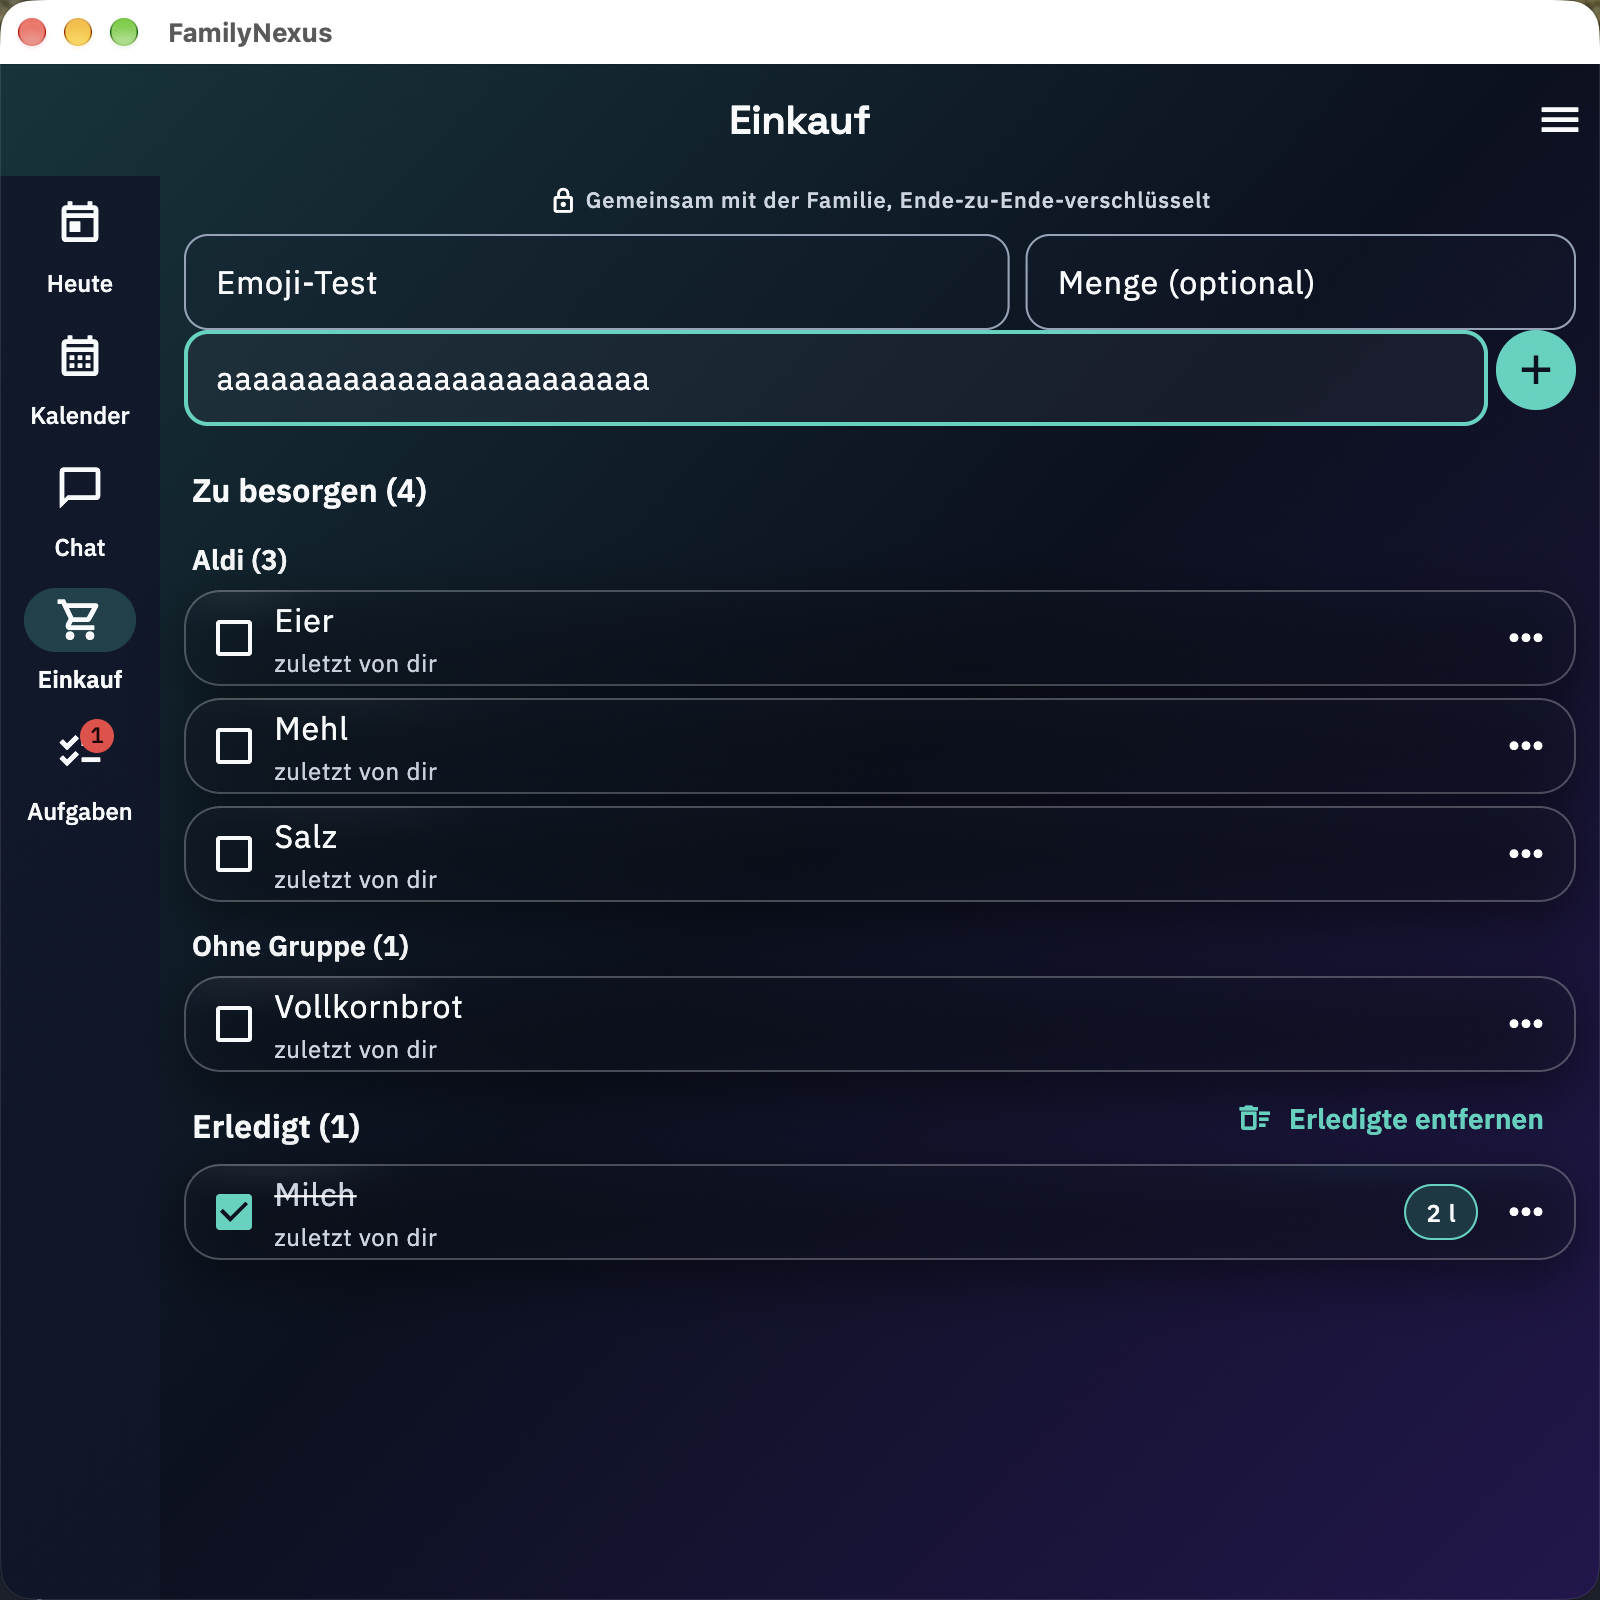 FamilyNexus
Einkauf
Gemeinsam mit der Familie, Ende-zu-Ende-verschlüsselt
Heute
Kalender
Chat
Einkauf
1
Aufgaben
Emoji-Test
Menge (optional)
aaaaaaaaaaaaaaaaaaaaaaaa
Zu besorgen (4)
Aldi (3)
Eier
zuletzt von dir
Mehl
zuletzt von dir
Salz
zuletzt von dir
Ohne Gruppe (1)
Vollkornbrot
zuletzt von dir
Erledigt (1)
Erledigte entfernen
Milch
zuletzt von dir
2 l